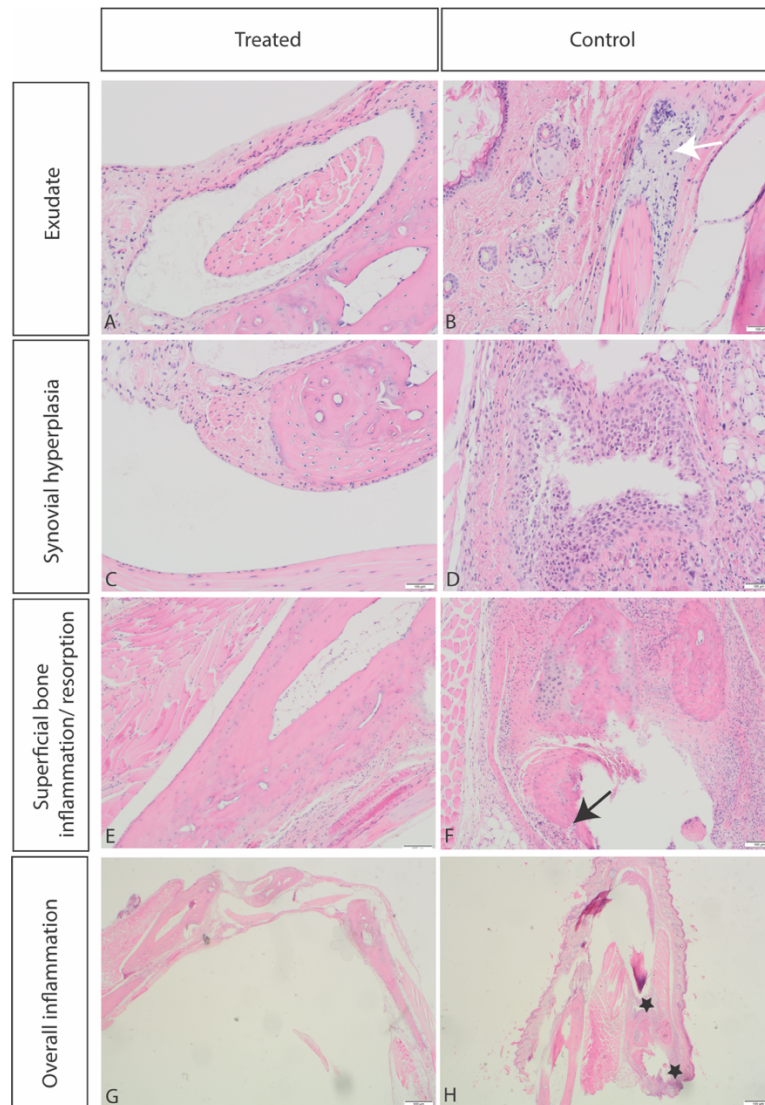 Treated
Control
Exudate
A
B
Synovial hyperplasia
C
D
Superficial bone
inflammation/ resorption
E
F
Overall inflammation
G
H